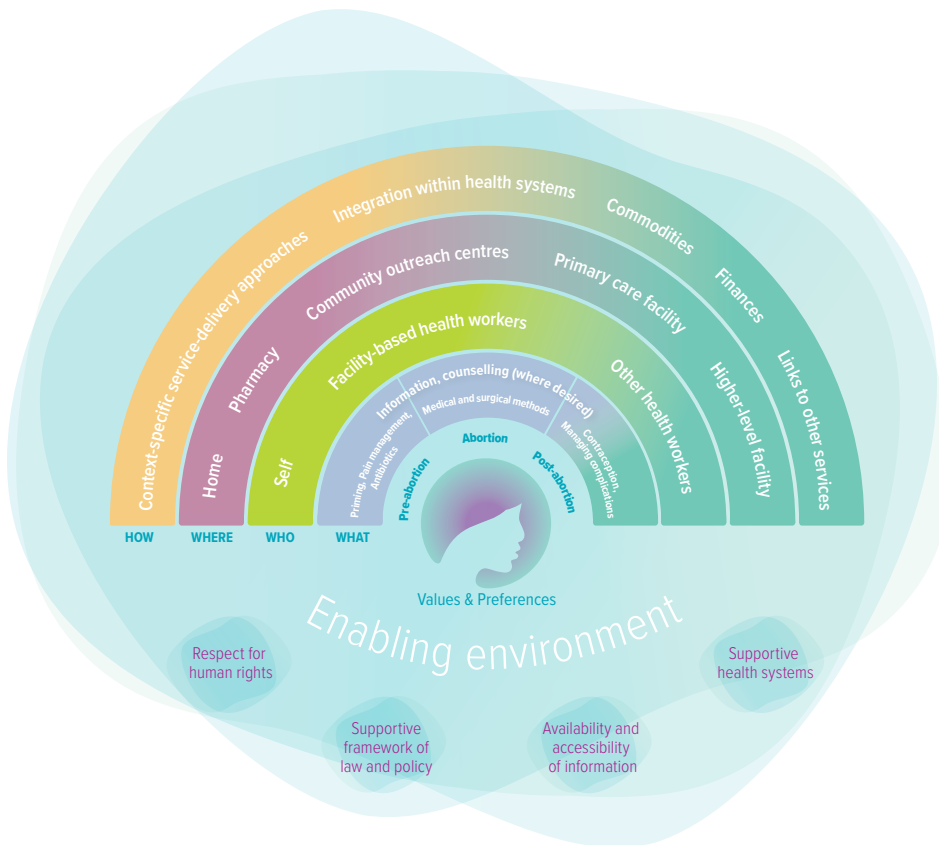 Context-specific service-delivery approaches
Integration within health systems
Commodities
Finances
Links to other services
Home
Pharmacy
Community outreach centres
Primary care facility
Higher-level facility
Self
Facility-based health workers
Other health workers
Information, counselling (where desired)
Priming, Pain management,
Antibiotics
Medical and surgical methods
Contraception,
Managing complications
Pre-abortion
Abortion
Post-abortion
HOW
WHERE
WHO
WHAT
Values & Preferences
Enabling environment
Respect for
human rights
Supportive
framework of
law and policy
Availability and
accessibility
of information
Supportive
health systems